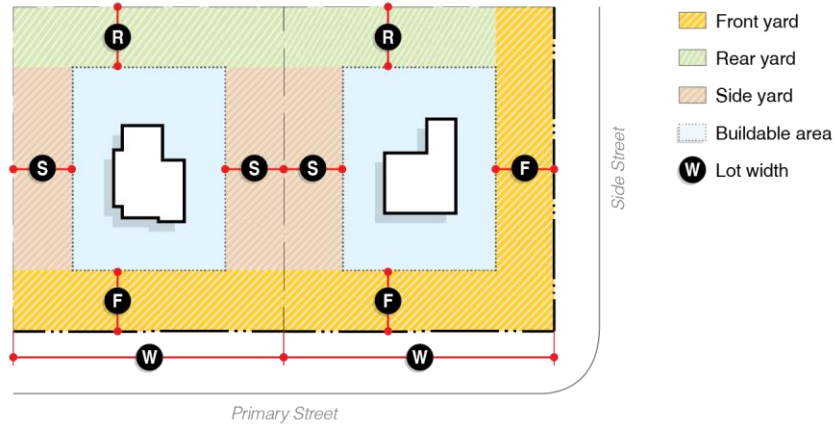 R
R
S
S
S
F
F
F
W
W
Primary Street
Side Street
Front yard
Rear yard
Side yard
Buildable area
W Lot width